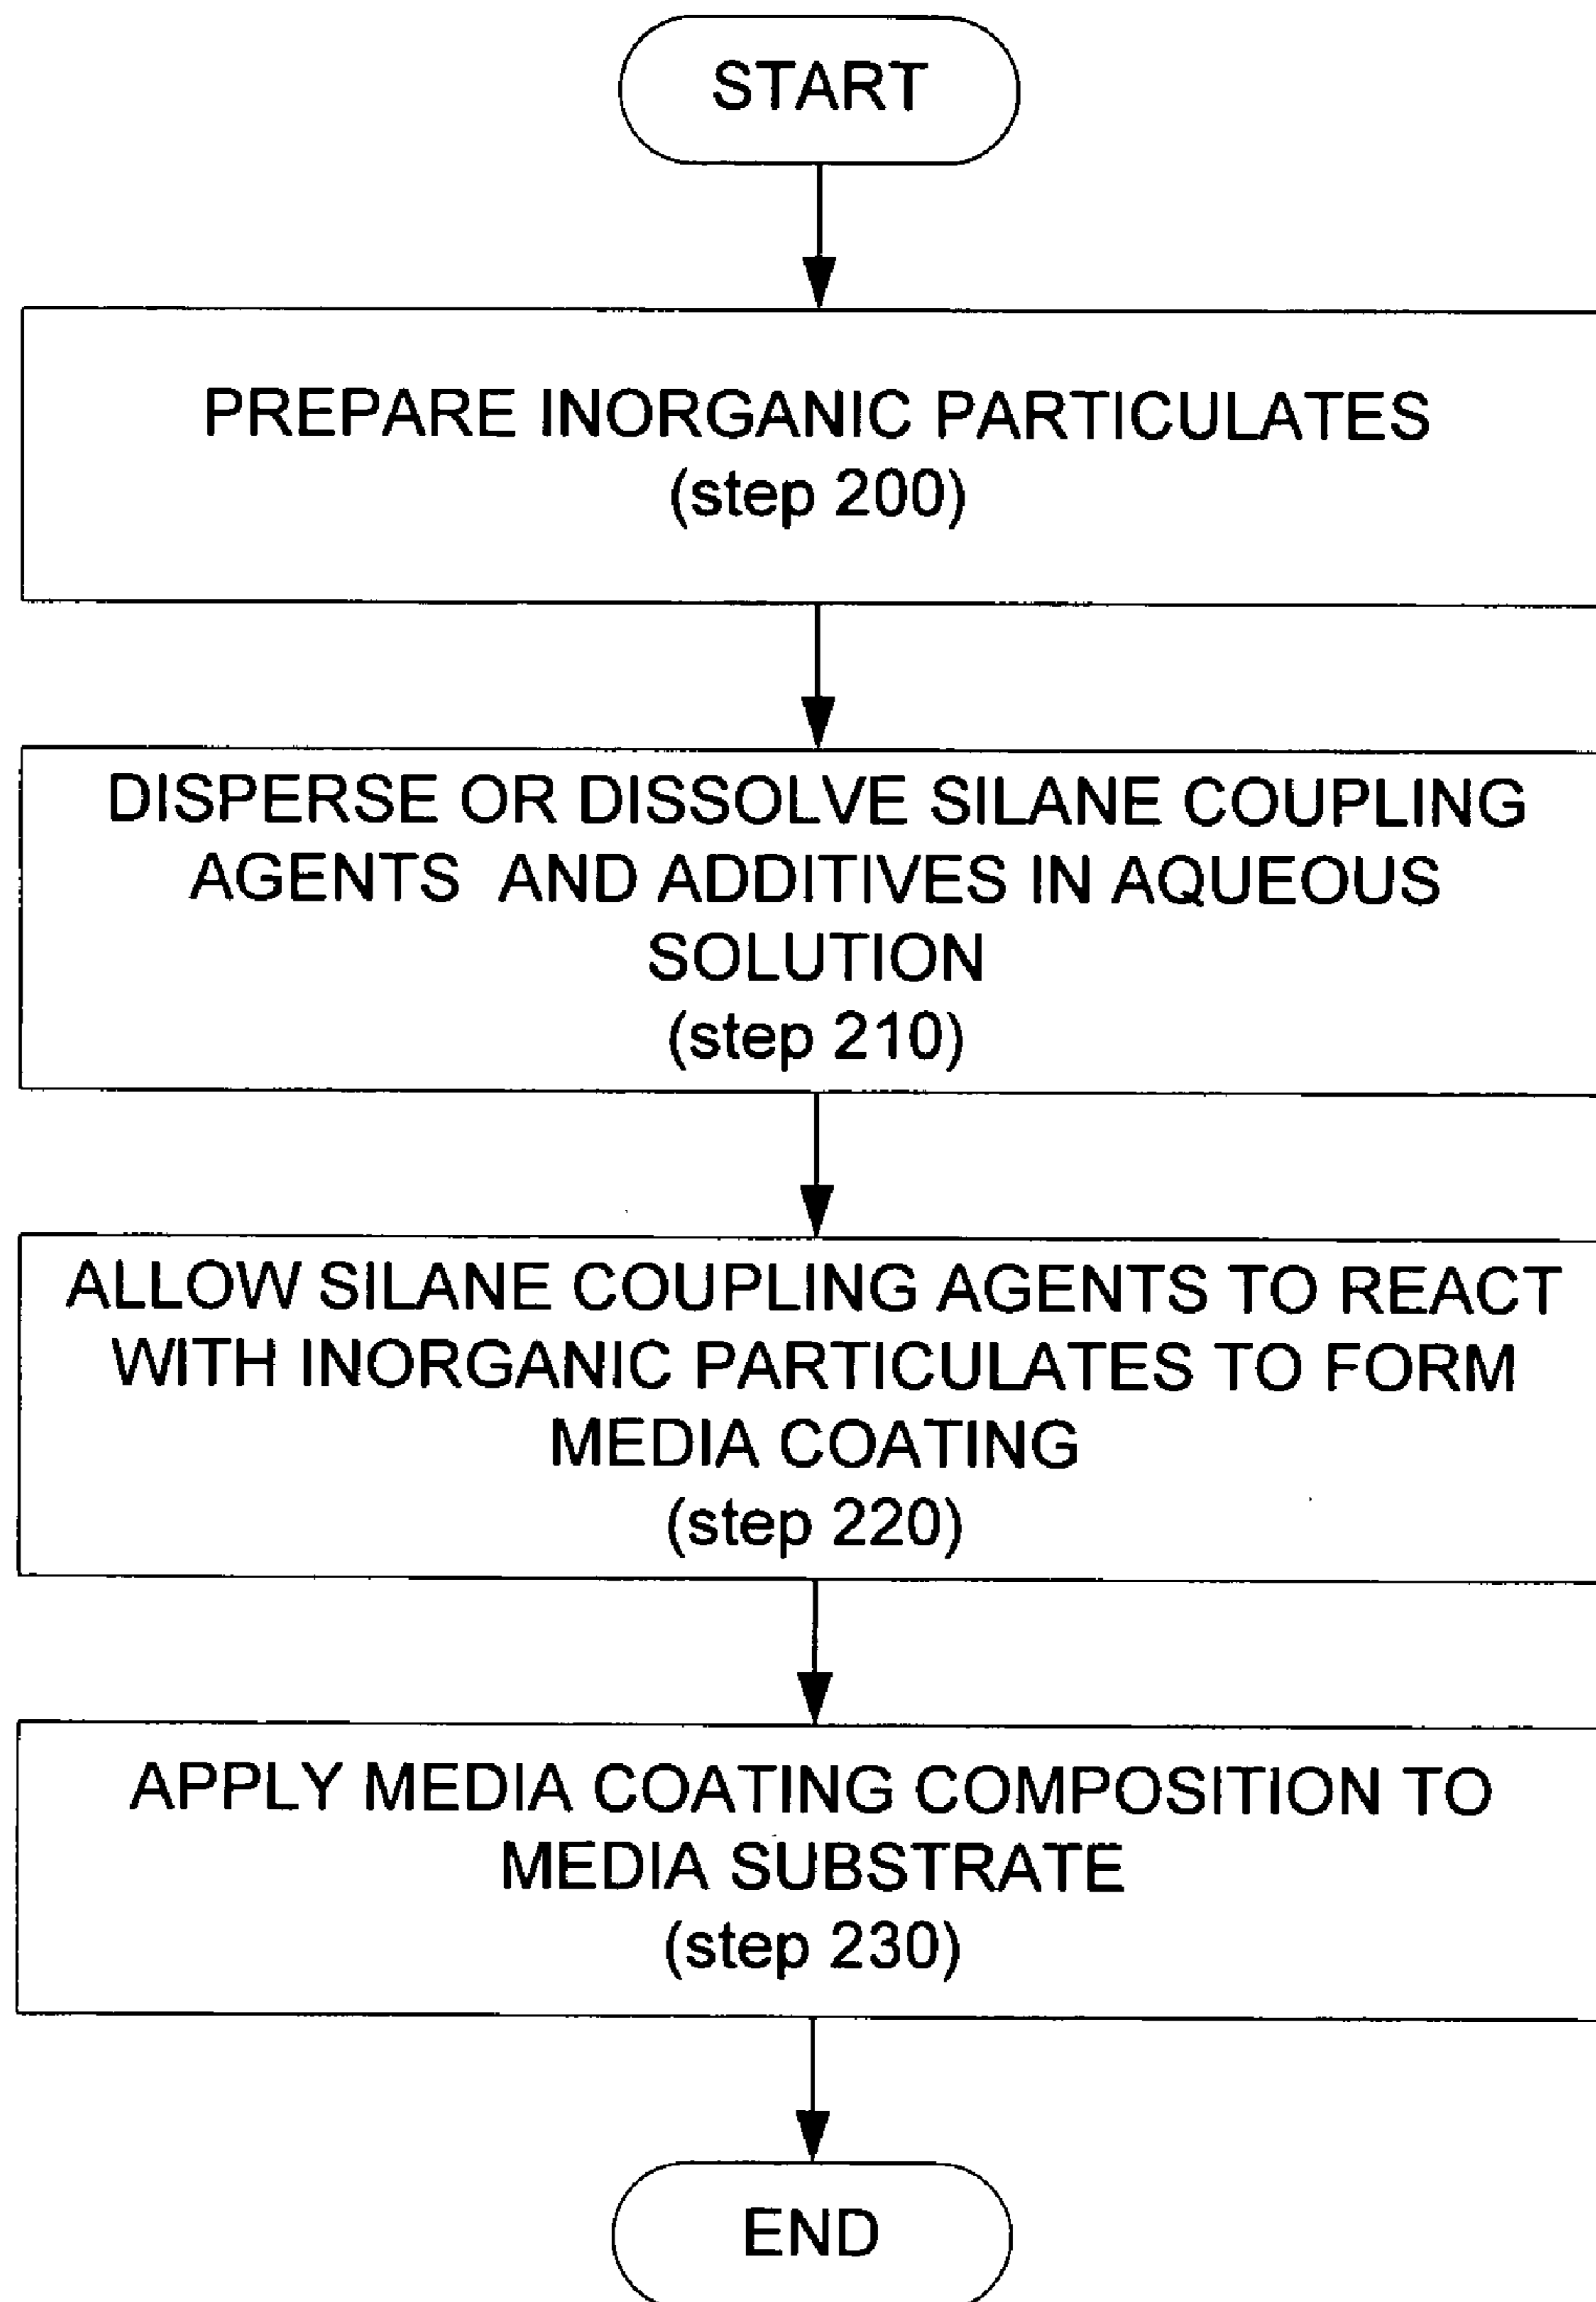 START
PREPARE INORGANIC PARTICULATES
(step 200)
DISPERSE OR DISSOLVE SILANE COUPLING
AGENTS AND ADDITIVES IN AQUEOUS
SOLUTION
(step 210)
ALLOW SILANE COUPLING AGENTS TO REACT
WITH INORGANIC PARTICULATES TO FORM
MEDIA COATING
(step 220)
APPLY MEDIA COATING COMPOSITION TO
MEDIA SUBSTRATE
(step 230)
END